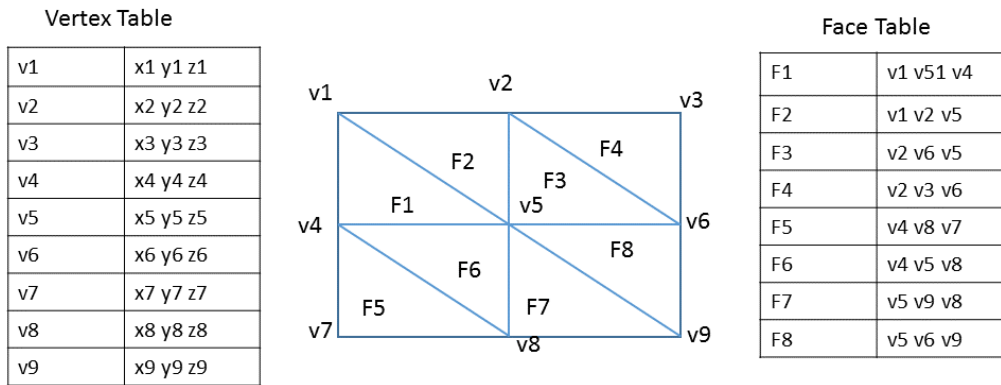 Vertex Table
v1 x1 y1 z1
v2 x2 y2 z2
v3 x3 y3 z3
v4 x4 y4 z4
v5 x5 y5 z5
v6 x6 y6 z6
v7 x7 y7 z7
v8 x8 y8 z8
v9 x9 y9 z9
v1 v2 v3
F2 F4
F3
F1 v5
v4 v6
F6 F8
F5 F7
v7 v8 v9
Face Table
F1 v1 v51 v4
F2 v1 v2 v5
F3 v2 v6 v5
F4 v2 v3 v6
F5 v4 v8 v7
F6 v4 v5 v8
F7 v5 v9 v8
F8 v5 v6 v9